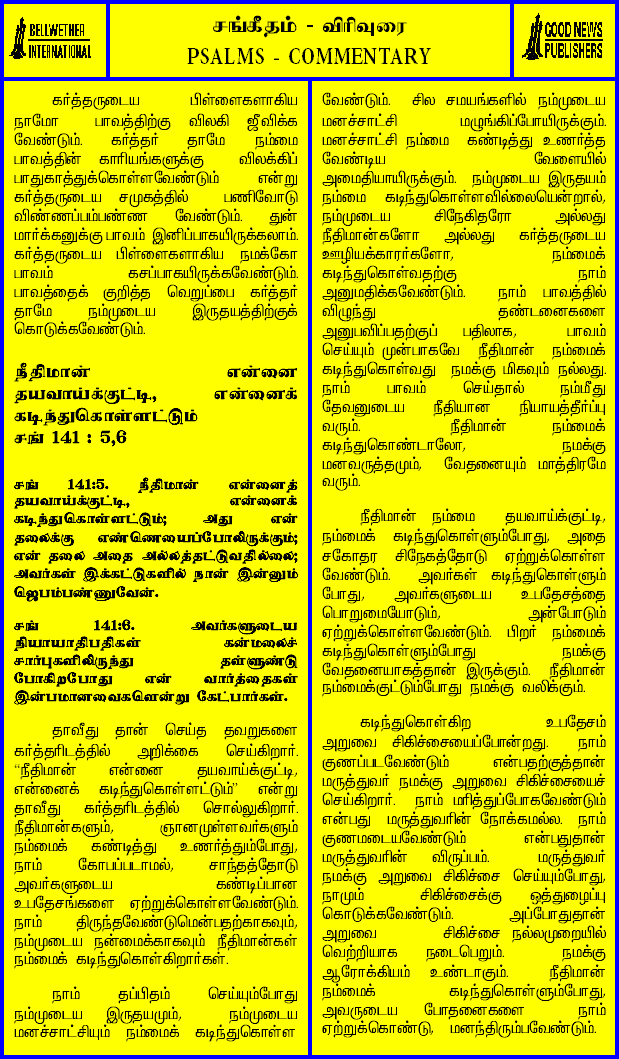 BELLWETHER
INTERNATIONAL
சங்கீதம் - விரிவுரை
PSALMS - COMMENTARY
GOOD NEWS
PUBLISHERS
கர்த்தருடைய பிள்ளைகளாகிய
நாமோ பாவத்திற்கு விலகி ஜீவிக்க
வேண்டும். கர்த்தர் தாமே நம்மை
பாவத்தின் காரியங்களுக்கு விலக்கிப்
பாதுகாத்துக்கொள்ளவேண்டும் என்று
கர்த்தருடைய சமுகத்தில் பணிவோடு
விண்ணப்பம்பண்ண வேண்டும். துன்
மார்க்கனுக்கு பாவம் இனிப்பாகயிருக்கலாம்.
கர்த்தருடைய பிள்ளைகளாகிய நமக்கோ
பாவம் கசப்பாகயிருக்கவேண்டும்.
பாவத்தைக் குறித்த வெறுப்பை கர்த்தர்
தாமே நம்முடைய இருதயத்திற்குக்
கொடுக்கவேண்டும்.
நீதிமான் என்னை
தயவாய்க்குட்டி, என்னைக்
கடிந்துகொள்ளட்டும்
சங் 141 : 5,6
சங் 141:5. நீதிமான் என்னைத்
தயவாய்க்குட்டி, என்னைக்
கடிந்துகொள்ளட்டும்; அது என்
தலைக்கு எண்ணெயைப்போலிருக்கும்;
என் தலை அதை அல்லத்தட்டுவதில்லை;
அவர்கள் இக்கட்டுகளில் நான் இன்னும்
ஜெபம்பண்ணுவேன்.
சங் 141:6. அவர்களுடைய
நியாயாதிபதிகள் கன்மலைச்
சார்புகளிலிருந்து தள்ளுண்டு
போகிறபோது என் வார்த்தைகள்
இன்பமானவைகளென்று கேட்பார்கள்.
தாவீது தான் செய்த தவறுகளை
கர்த்தரிடத்தில் அறிக்கை செய்கிறார்.
“நீதிமான் என்னை தயவாய்க்குட்டி,
என்னைக் கடிந்துகொள்ளட்டும்” என்று
தாவீது கர்த்தரிடத்தில் சொல்லுகிறார்.
நீதிமான்களும், ஞானமுள்ளவர்களும்
நம்மைக் கண்டித்து உணர்த்தும்போது,
நாம் கோபப்படாமல், சாந்தத்தோடு
அவர்களுடைய கண்டிப்பான
உபதேசங்களை ஏற்றுக்கொள்ளவேண்டும்.
நாம் திருந்தவேண்டுமென்பதற்காகவும்,
நம்முடைய நன்மைக்காகவும் நீதிமான்கள்
நம்மைக் கடிந்துகொள்கிறார்கள்.
நாம் தப்பிதம் செய்யும்போது
நம்முடைய இருதயமும், நம்முடைய
மனச்சாட்சியும் நம்மைக் கடிந்துகொள்ள
வேண்டும். சில சமயங்களில் நம்முடைய
மனச்சாட்சி மழுங்கிப்போயிருக்கும்.
மனச்சாட்சி நம்மை கண்டித்து உணர்த்த
வேண்டிய வேளையில்
அமைதியாயிருக்கும். நம்முடைய இருதயம்
நம்மை கடிந்துகொள்ளவில்லையென்றால்,
நம்முடைய சிநேகிதரோ அல்லது
நீதிமான்களோ அல்லது கர்த்தருடைய
ஊழியக்காரர்களோ, நம்மைக்
கடிந்துகொள்வதற்கு நாம்
அனுமதிக்கவேண்டும். நாம் பாவத்தில்
விழுந்து தண்டனைகளை
அனுபவிப்பதற்குப் பதிலாக, பாவம்
செய்யும் முன்பாகவே நீதிமான் நம்மைக்
கடிந்துகொள்வது நமக்கு மிகவும் நல்லது.
நாம் பாவம் செய்தால் நம்மீது
தேவனுடைய நீதியான நியாயத்தீர்ப்பு
வரும். நீதிமான் நம்மைக்
கடிந்துகொண்டாலோ, நமக்கு
மனவருத்தமும், வேதனையும் மாத்திரமே
வரும்.
நீதிமான் நம்மை தயவாய்க்குட்டி,
நம்மைக் கடிந்துகொள்ளும்போது, அதை
சகோதர சிநேகத்தோடு ஏற்றுக்கொள்ள
வேண்டும். அவர்கள் கடிந்துகொள்ளும்
போது, அவர்களுடைய உபதேசத்தை
பொறுமையோடும், அன்போடும்
ஏற்றுக்கொள்ளவேண்டும். பிறர் நம்மைக்
கடிந்துகொள்ளும்போது நமக்கு
வேதனையாகத்தான் இருக்கும். நீதிமான்
நம்மைக்குட்டும்போது நமக்கு வலிக்கும்.
கடிந்துகொள்கிற உபதேசம்
அறுவை சிகிச்சையைப்போன்றது. நாம்
குணப்படவேண்டும் என்பதற்குத்தான்
மருத்துவர் நமக்கு அறுவை சிகிச்சையைச்
செய்கிறார். நாம் மரித்துப்போகவேண்டும்
என்பது மருத்துவரின் நோக்கமல்ல. நாம்
குணமடையவேண்டும் என்பதுதான்
மருத்துவரின் விருப்பம். மருத்துவர்
நமக்கு அறுவை சிகிச்சை செய்யும்போது,
நாமும் சிகிச்சைக்கு ஒத்துழைப்பு
கொடுக்கவேண்டும். அப்போதுதான்
அறுவை சிகிச்சை நல்லமுறையில்
வெற்றியாக நடைபெறும். நமக்கு
ஆரோக்கியம் உண்டாகும். நீதிமான்
நம்மைக் கடிந்துகொள்ளும்போது,
அவருடைய போதனைகளை நாம்
ஏற்றுக்கொண்டு, மனந்திரும்பவேண்டும்.